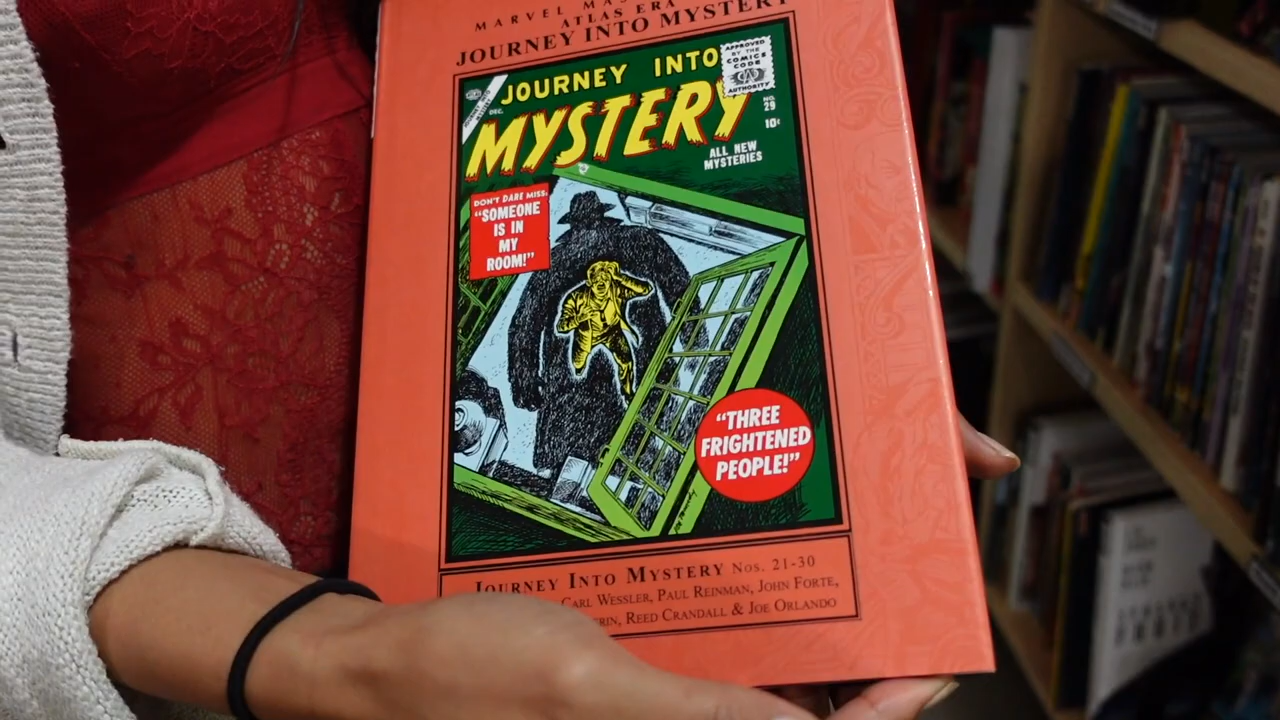 MARVEL MAS
ATLAS ERA
JOURNEY INTO MYSTERY
JOURNEY INTO
MYSTERY
APPROVED
BY THE
COMICS
CODE
CA
AUTHORITY
DEC.
NO.
29
10¢
ALL NEW
MYSTERIES
DON'T DARE MISS:
"SOMEONE
IS IN
MY
ROOM!"
"THREE
FRIGHTENED
PEOPLE!"
JOURNEY INTO MYSTERY NOS. 21-30
CARL WESSLER, PAUL REINMAN, JOHN FORTE,
RIN, REED CRANDALL & JOE ORLANDO